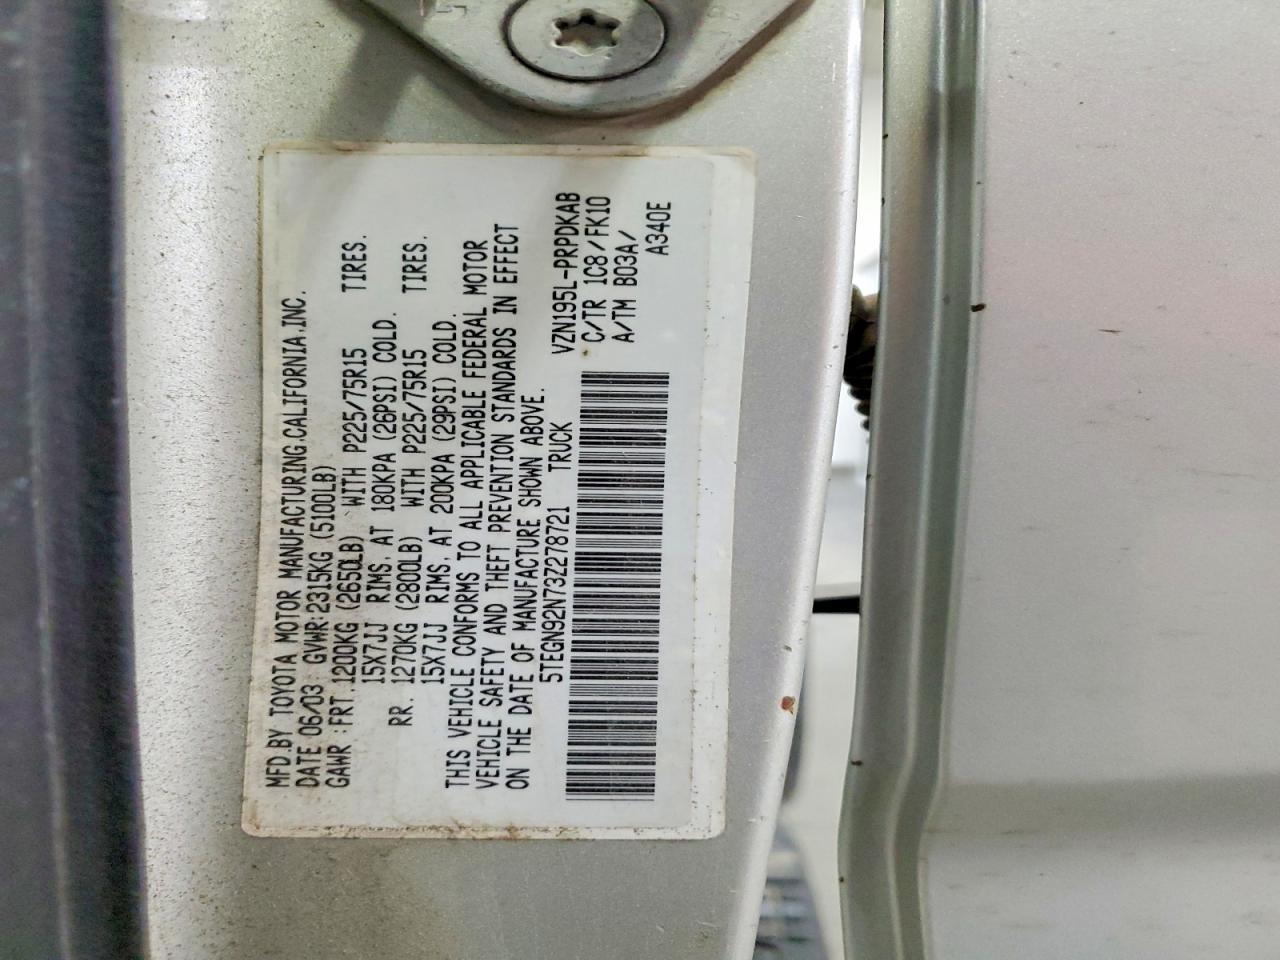 MFD.BY TOYOTA MOTOR MANUFACTURING.CALIFORNIA.INC.
DATE 06/03 GVWR:2315KG (5100LB)
GAWR :FRT.1200KG (2650LB) WITH P225/75R15 TIRES.
15X7JJ RIMS, AT 180KPA (26PSI) COLD.
RR. 1270KG (2800LB) WITH P225/75R15 TIRES.
15X7JJ RIMS, AT 200KPA (29PSI) COLD.
THIS VEHICLE CONFORMS TO ALL APPLICABLE FEDERAL MOTOR
VEHICLE SAFETY AND THEFT PREVENTION STANDARDS IN EFFECT
ON THE DATE OF MANUFACTURE SHOWN ABOVE.
5TEGN92N73Z278721 TRUCK VZN195L-PRPDKAB
C/TR 1C8/FK10
A/TM B03A/
A340E